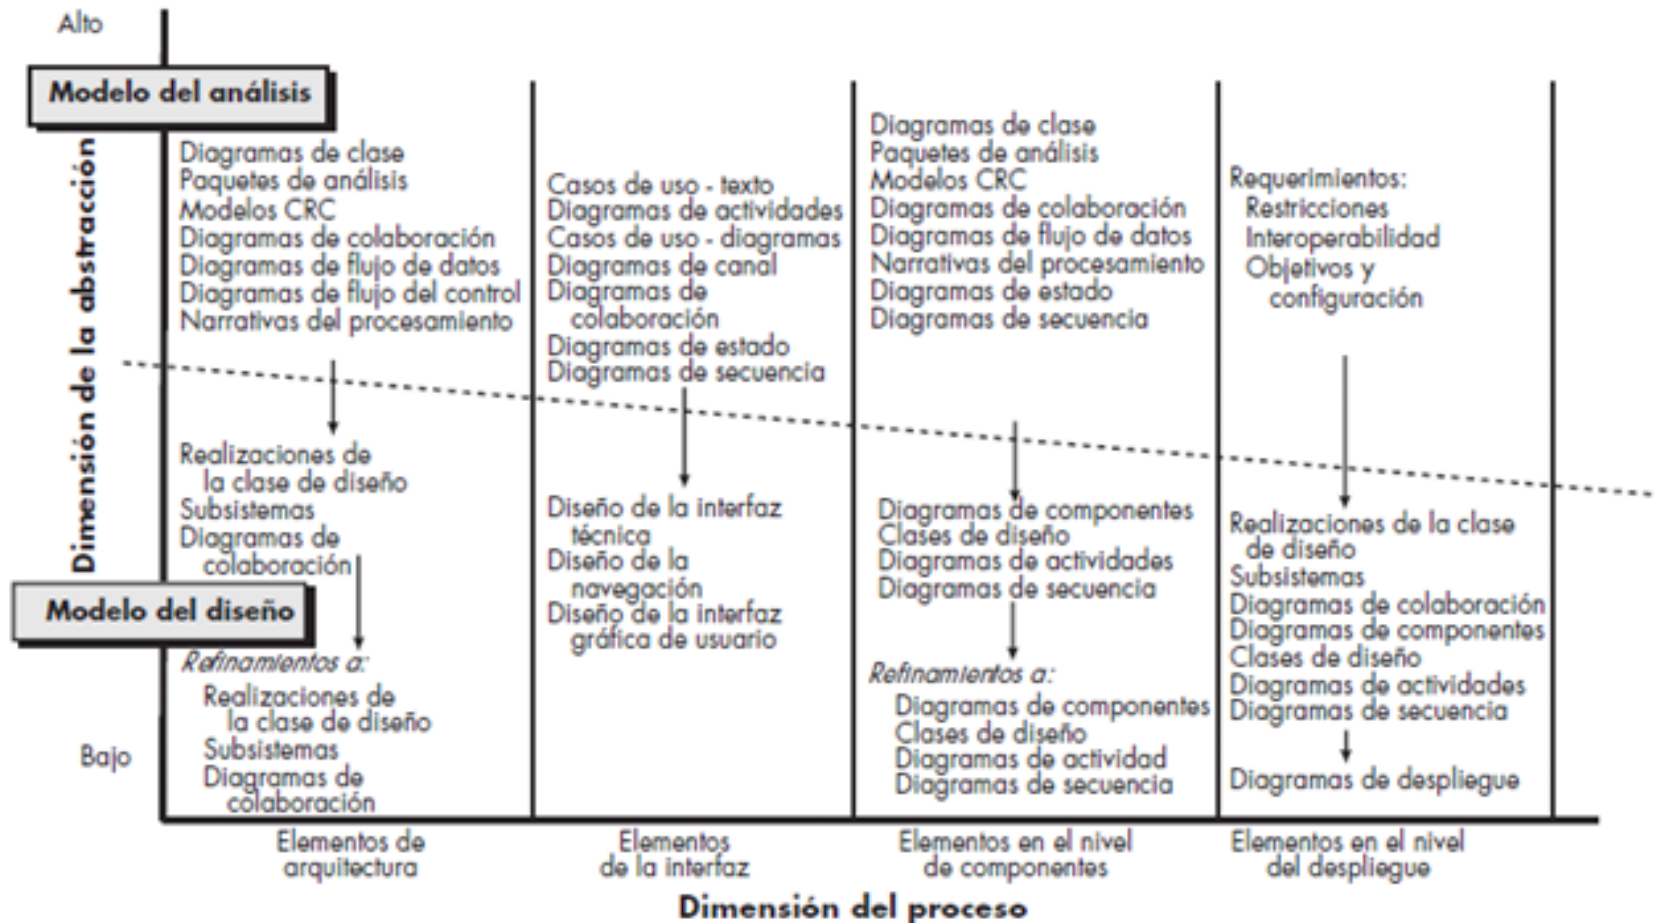 Alto
Modelo del análisis
Dimensión de la abstracción
Diagramas de clase
Paquetes de análisis
Modelos CRC
Diagramas de colaboración
Diagramas de flujo de datos
Diagramas de flujo del control
Narrativas del procesamiento
Realizaciones de
la clase de diseño
Subsistemas
Diagramas de
colaboración
Modelo del diseño
Refinamientos a:
Realizaciones de
la clase de diseño
Subsistemas
Diagramas de
colaboración
Bajo
Elementos de
arquitectura
Casos de uso - texto
Diagramas de actividades
Casos de uso - diagramas
Diagramas de canal
Diagramas de
colaboración
Diagramas de estado
Diagramas de secuencia
Diseño de la interfaz
técnica
Diseño de la
navegación
Diseño de la interfaz
gráfica de usuario
Elementos
de la interfaz
Diagramas de clase
Paquetes de análisis
Modelos CRC
Diagramas de colaboración
Diagramas de flujo de datos
Narrativas del procesamiento
Diagramas de estado
Diagramas de secuencia
Diagramas de componentes
Clases de diseño
Diagramas de actividades
Diagramas de secuencia
Refinamientos a:
Diagramas de componentes
Clases de diseño
Diagramas de actividad
Diagramas de secuencia
Elementos en el nivel
de componentes
Requerimientos:
Restricciones
Interoperabilidad
Objetivos y
configuración
Realizaciones de la clase
de diseño
Subsistemas
Diagramas de colaboración
Diagramas de componentes
Clases de diseño
Diagramas de actividades
Diagramas de secuencia
Diagramas de despliegue
Elementos en el nivel
del despliegue
Dimensión del proceso